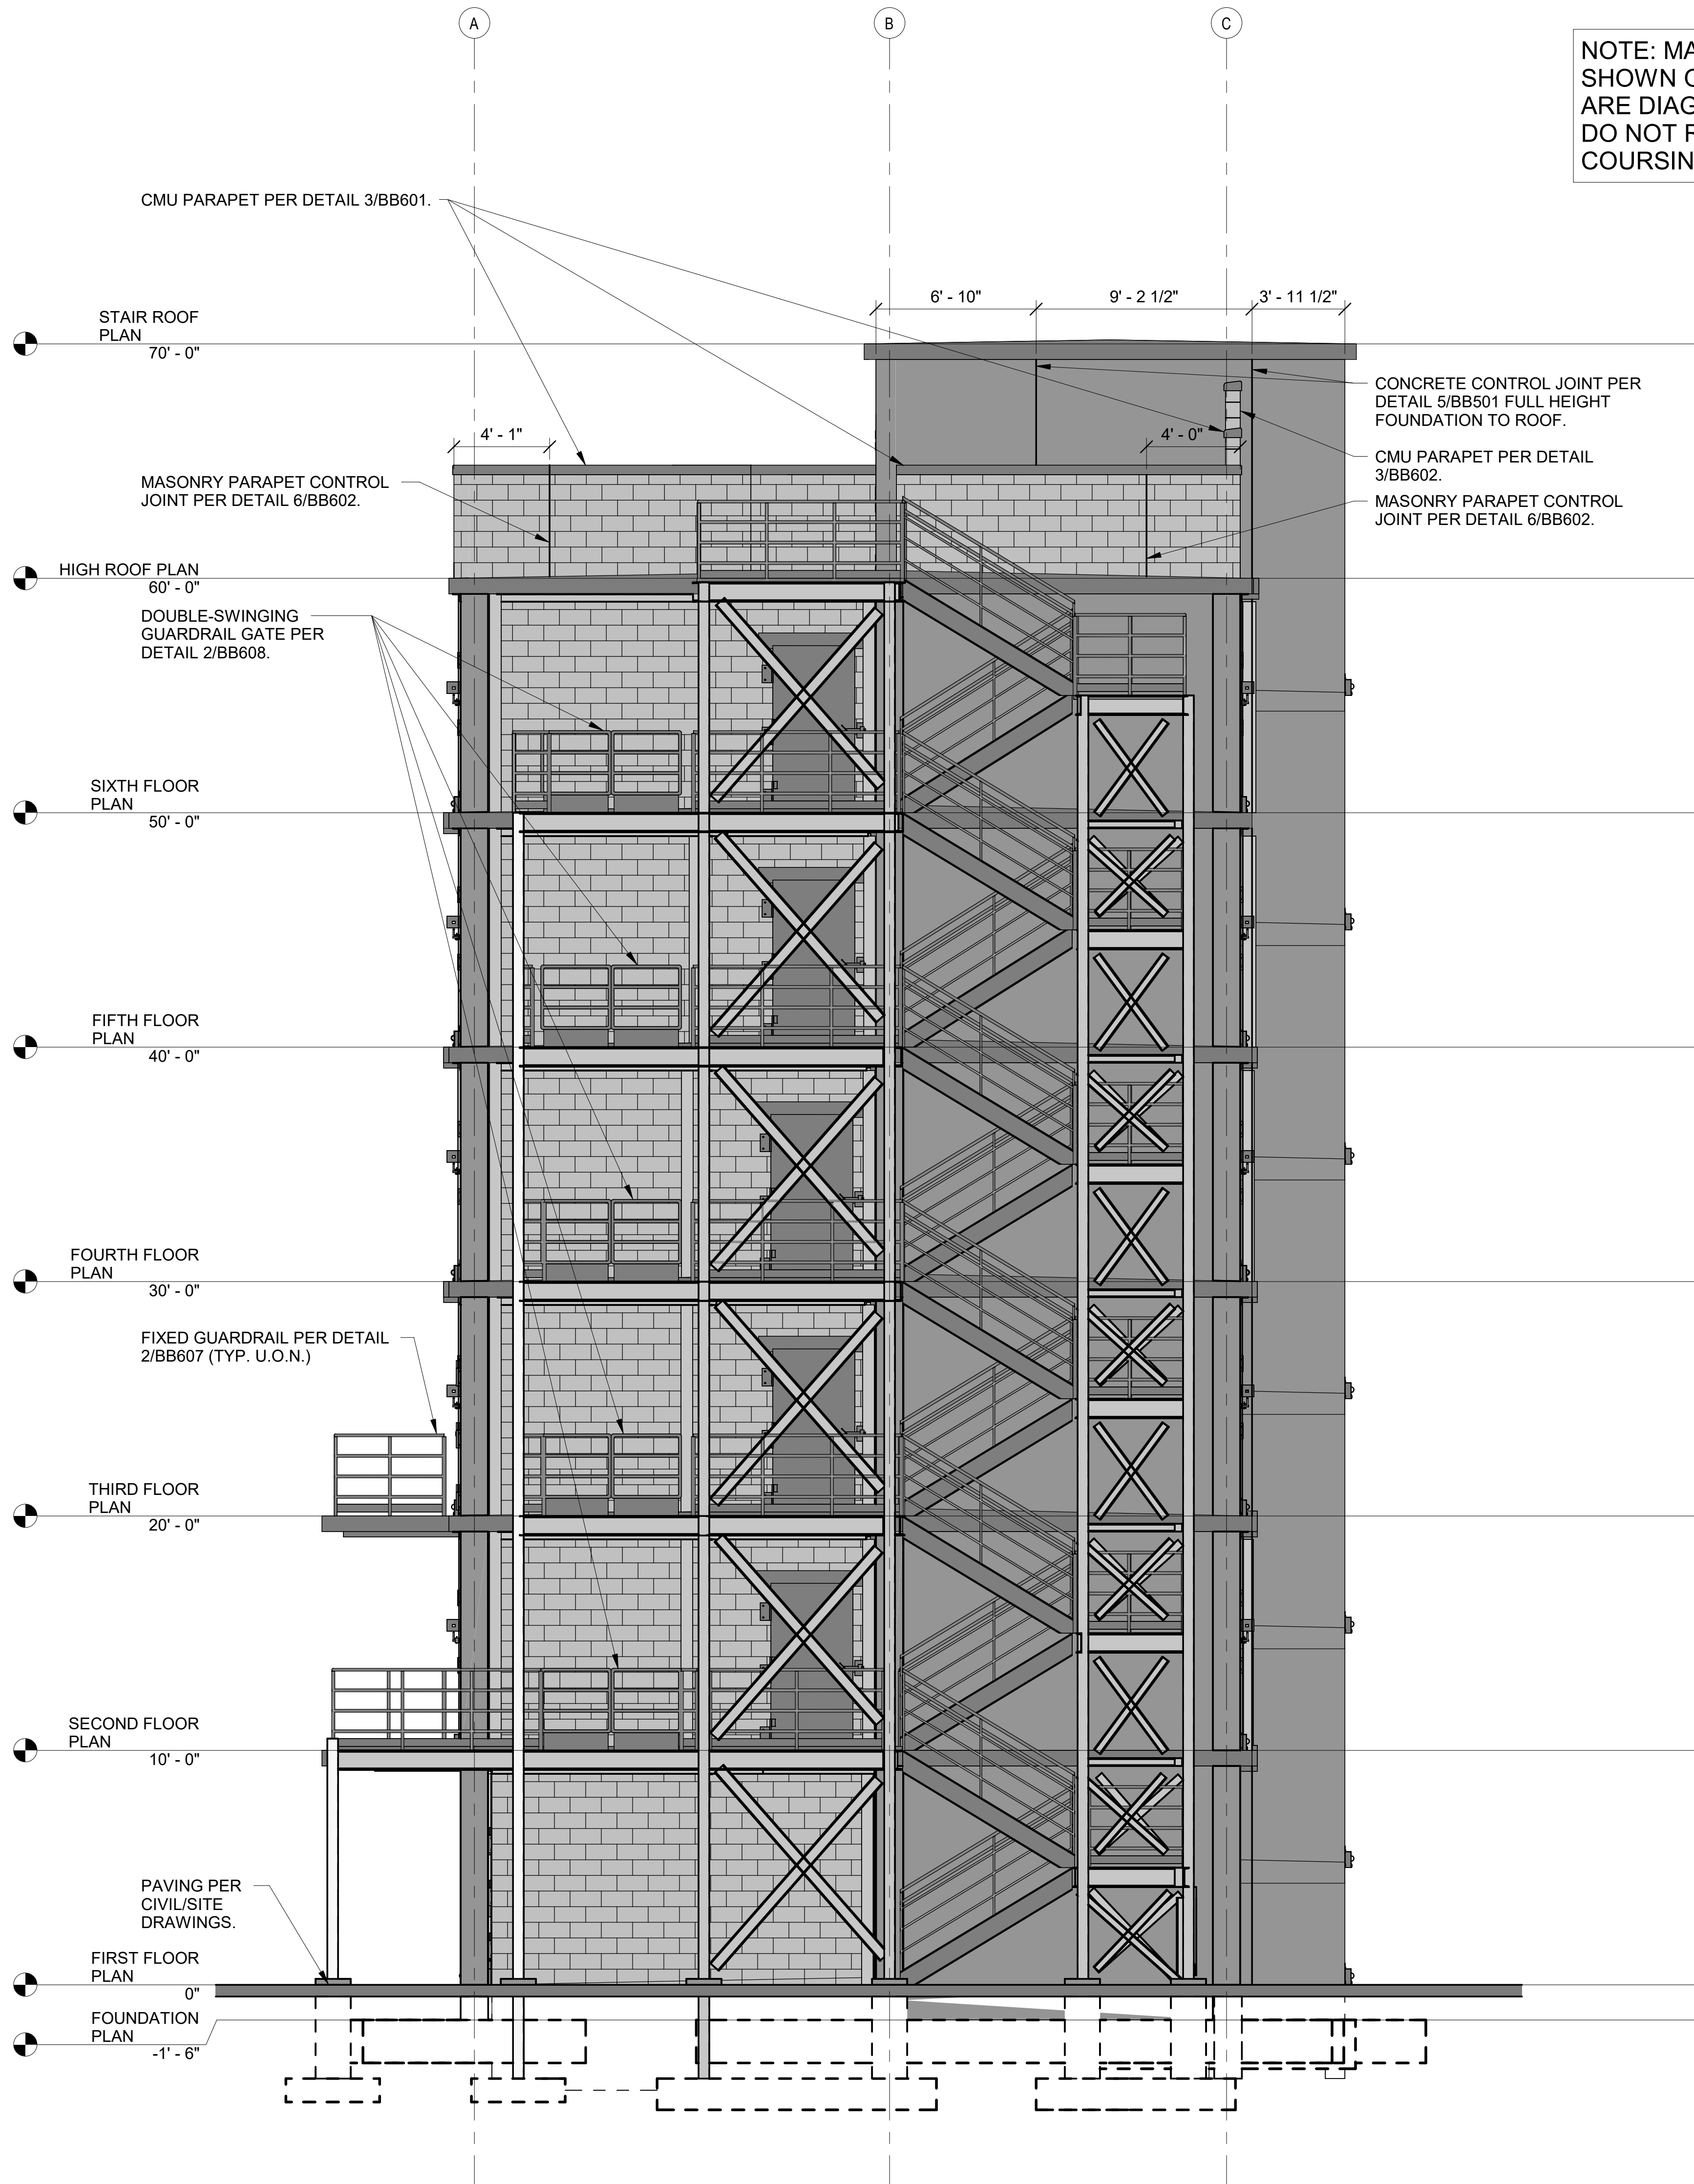 A
B
C
NOTE: MA
SHOWN
ARE DIAG
DO NOT
COURSIN
CMU PARAPET PER DETAIL 3/BB601.
6' - 10"
9' - 2 1/2"
3' - 11 1/2"
STAIR ROOF
PLAN
70' - 0"
CONCRETE CONTROL JOINT PER
DETAIL 5/BB501 FULL HEIGHT
FOUNDATION TO ROOF.
4' - 1"
4' - 0"
CMU PARAPET PER DETAIL
3/BB602.
MASONRY PARAPET CONTROL
JOINT PER DETAIL 6/BB602.
MASONRY PARAPET CONTROL
JOINT PER DETAIL 6/BB602.
HIGH ROOF PLAN
60' - 0"
DOUBLE-SWINGING
GUARDRAIL GATE PER
DETAIL 2/BB608.
SIXTH FLOOR
PLAN
50' - 0"
FIFTH FLOOR
PLAN
40' - 0"
FOURTH FLOOR
PLAN
30' - 0"
FIXED GUARDRAIL PER DETAIL
2/BB607 (TYP. U.O.N.)
THIRD FLOOR
PLAN
20' - 0"
SECOND FLOOR
PLAN
10' - 0"
PAVING PER
CIVIL/SITE
DRAWINGS.
FIRST FLOOR
PLAN
0"
FOUNDATION
PLAN
-1' - 6"